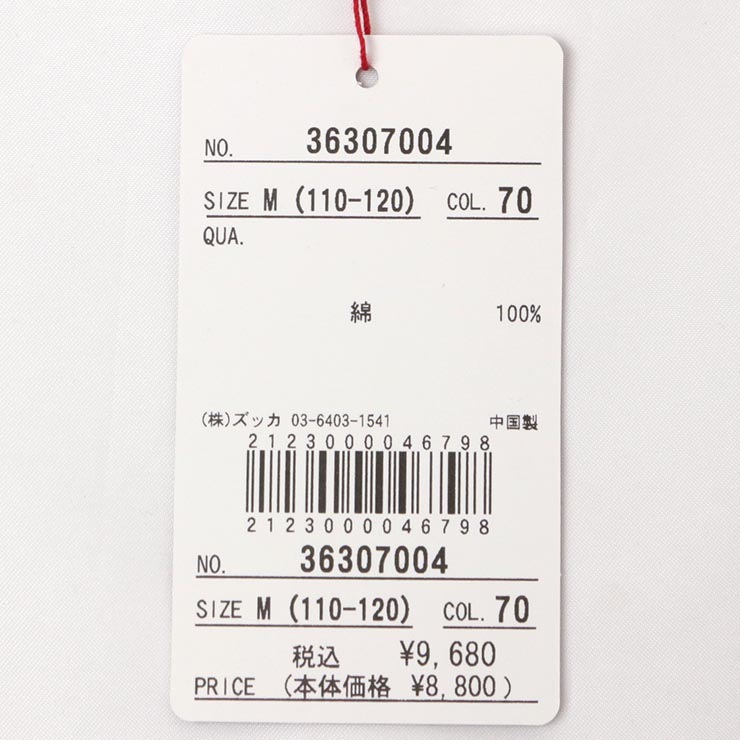 NO. 36307004
SIZE M (110-120) COL. 70
QUA.
綿 100%
(株)ズッカ 03-6403-1541 中国製
2123000046798
2123000046798
NO. 36307004
SIZE M (110-120) COL. 70
税込 ¥9,680
PRICE (本体価格 ¥8,800)